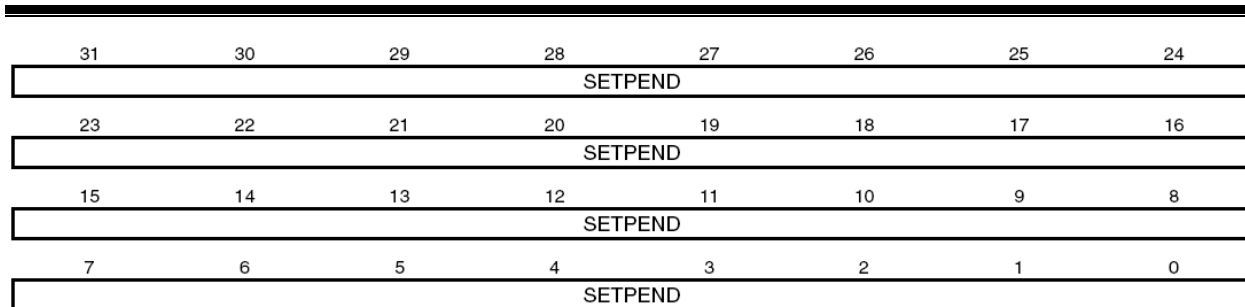 31 30 29 28 27 26 25 24
SETPEND
23 22 21 20 19 18 17 16
SETPEND
15 14 13 12 11 10 9 8
SETPEND
7 6 5 4 3 2 1 0
SETPEND